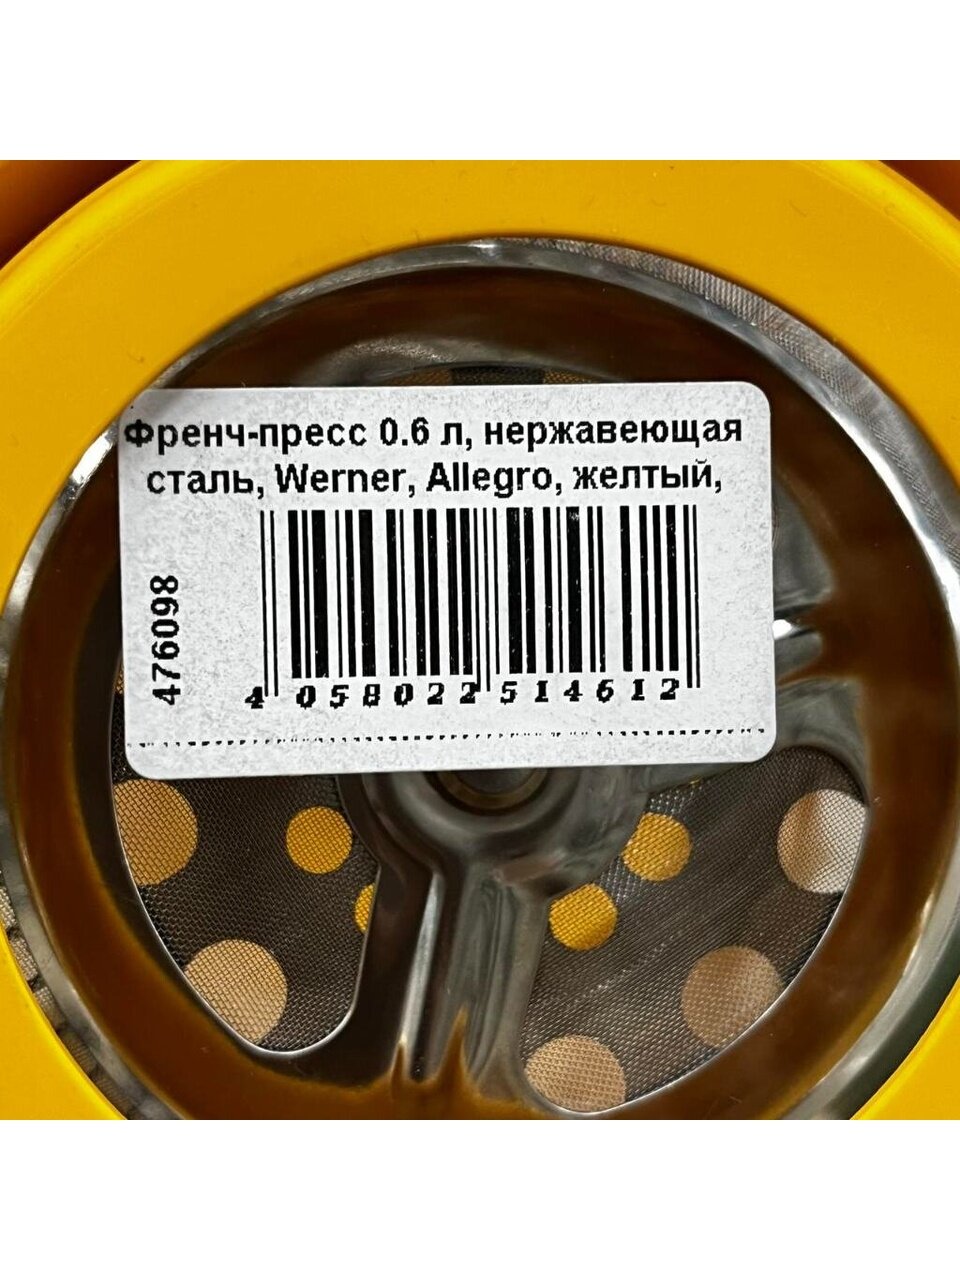 Френч-пресс 0.6 л, нержавеющая
сталь, Werner, Allegro, желтый,
476098
4 058022 514612